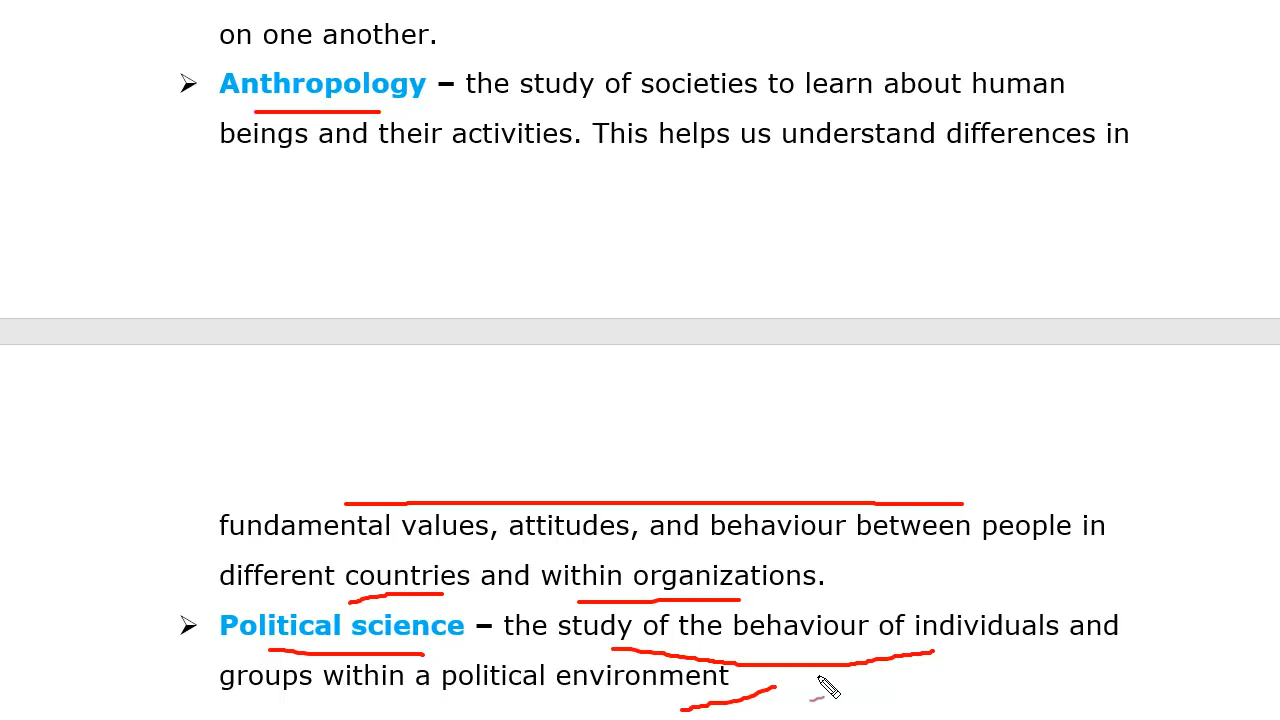 on one another.
➢ Anthropology – the study of societies to learn about human
beings and their activities. This helps us understand differences in
fundamental values, attitudes, and behaviour between people in
different countries and within organizations.
➢ Political science – the study of the behaviour of individuals and
groups within a political environment